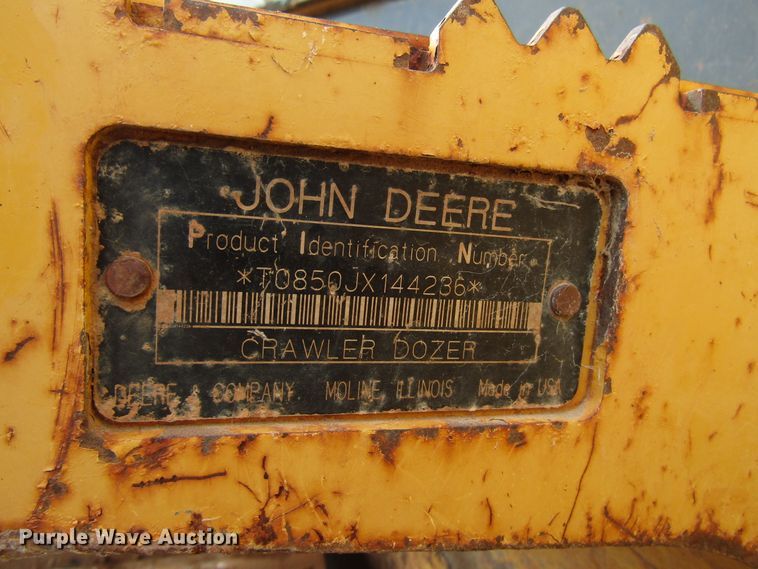 JOHN DEERE
Product Identification Number
*T0850JX144236*
CRAWLER DOZER
DEERE & COMPANY MOLINE, ILLINOIS Made in USA
Purple Wave Auction